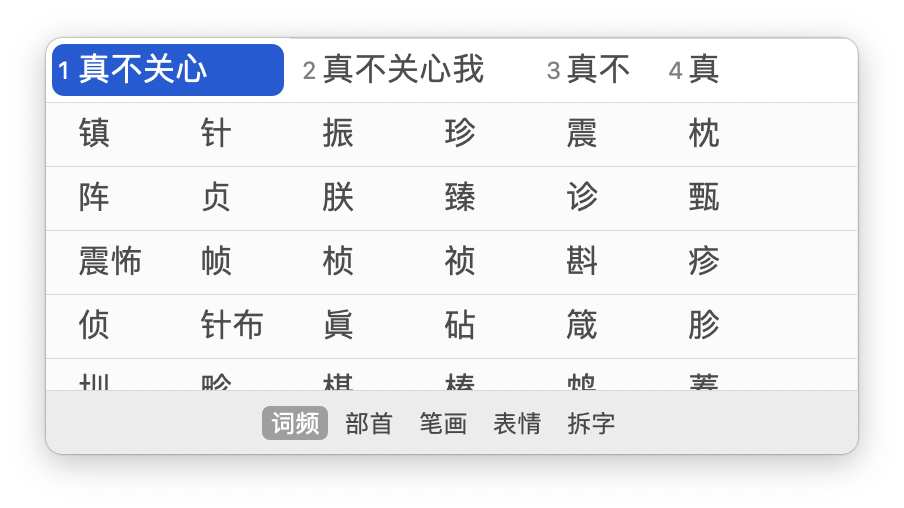 1 真不关心 2 真不关心我 3 真不 4 真
镇 针 振 珍 震 枕
阵 贞 朕 臻 诊 甄
震怖 帧 桢 祯 斟 疹
侦 针布 眞 砧 箴 胗
词频 部首 笔画 表情 拆字